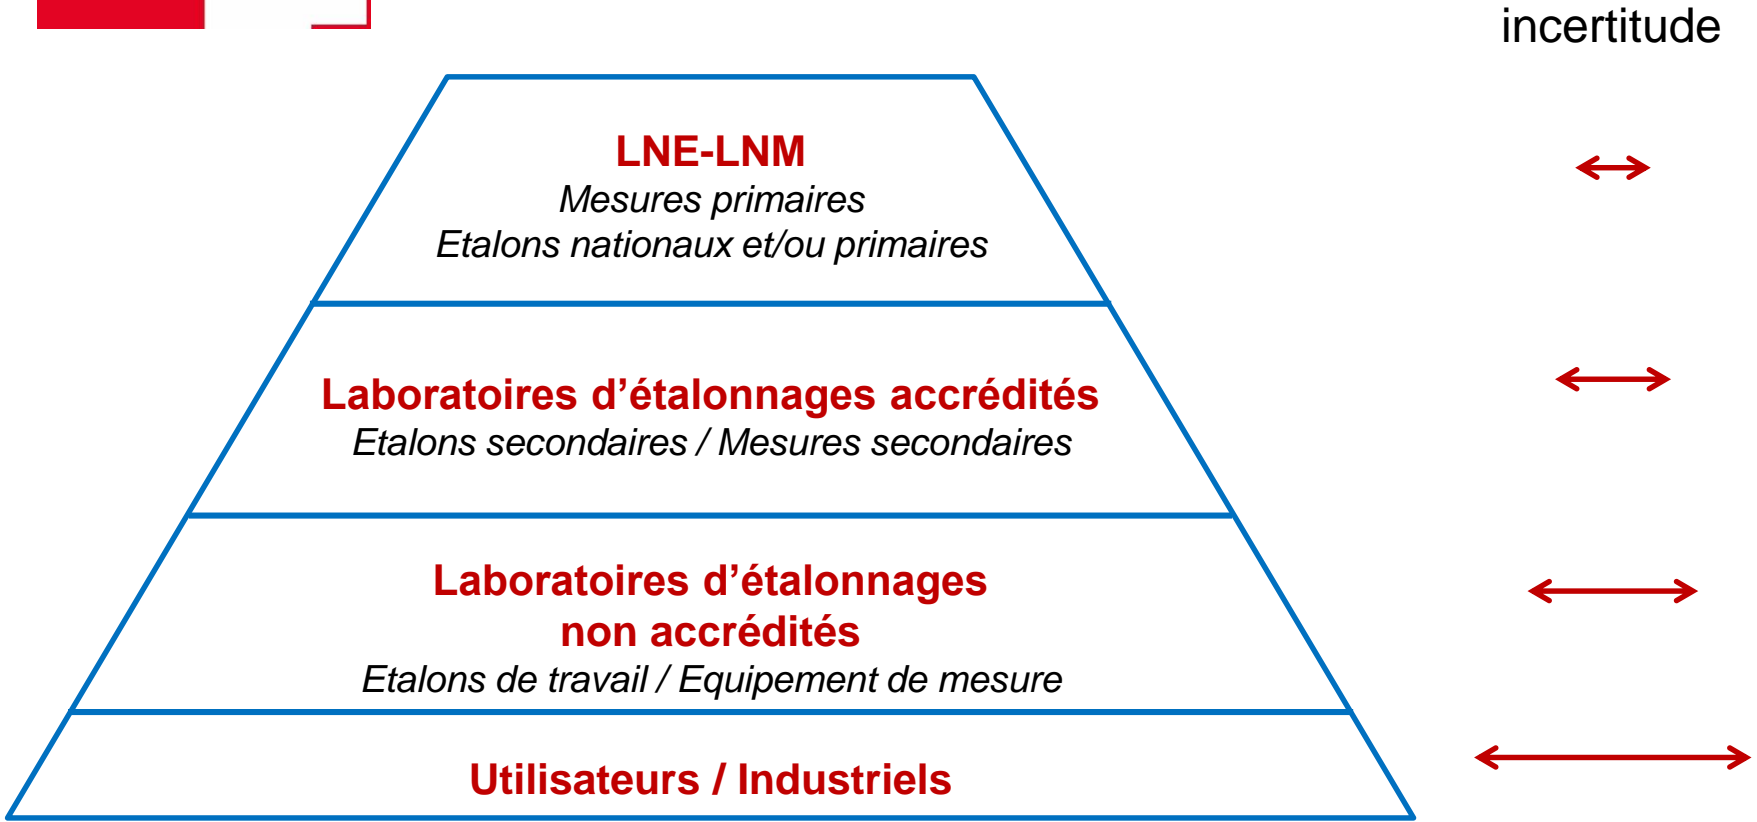 incertitude
LNE-LNM
Mesures primaires
Etalons nationaux et/ou primaires
Laboratoires d’étalonnages accrédités
Etalons secondaires / Mesures secondaires
Laboratoires d’étalonnages
non accrédités
Etalons de travail / Equipement de mesure
Utilisateurs / Industriels